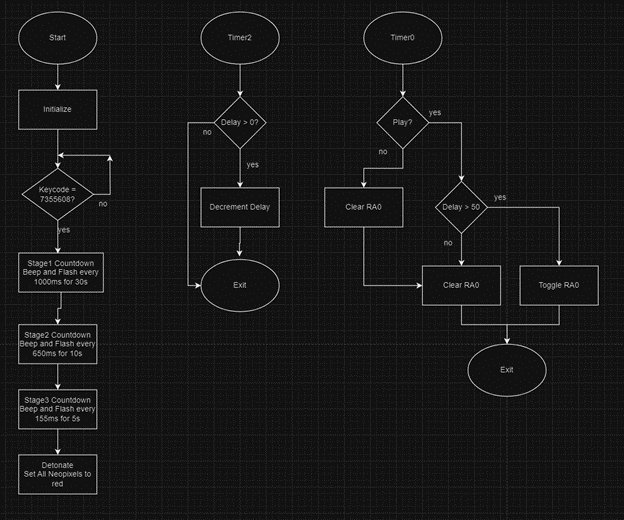 Start
Initialize
Keycode =
7355608?
no
yes
Stage1 Countdown
Beep and Flash every
1000ms for 30s
Stage2 Countdown
Beep and Flash every
650ms for 10s
Stage3 Countdown
Beep and Flash every
155ms for 5s
Detonate
Set All Neopixels to
red
Timer2
Delay > 0?
no
yes
Decrement Delay
Exit
Timer0
Play?
yes
no
Clear RA0
Delay > 50
yes
no
Clear RA0
Toggle RA0
Exit